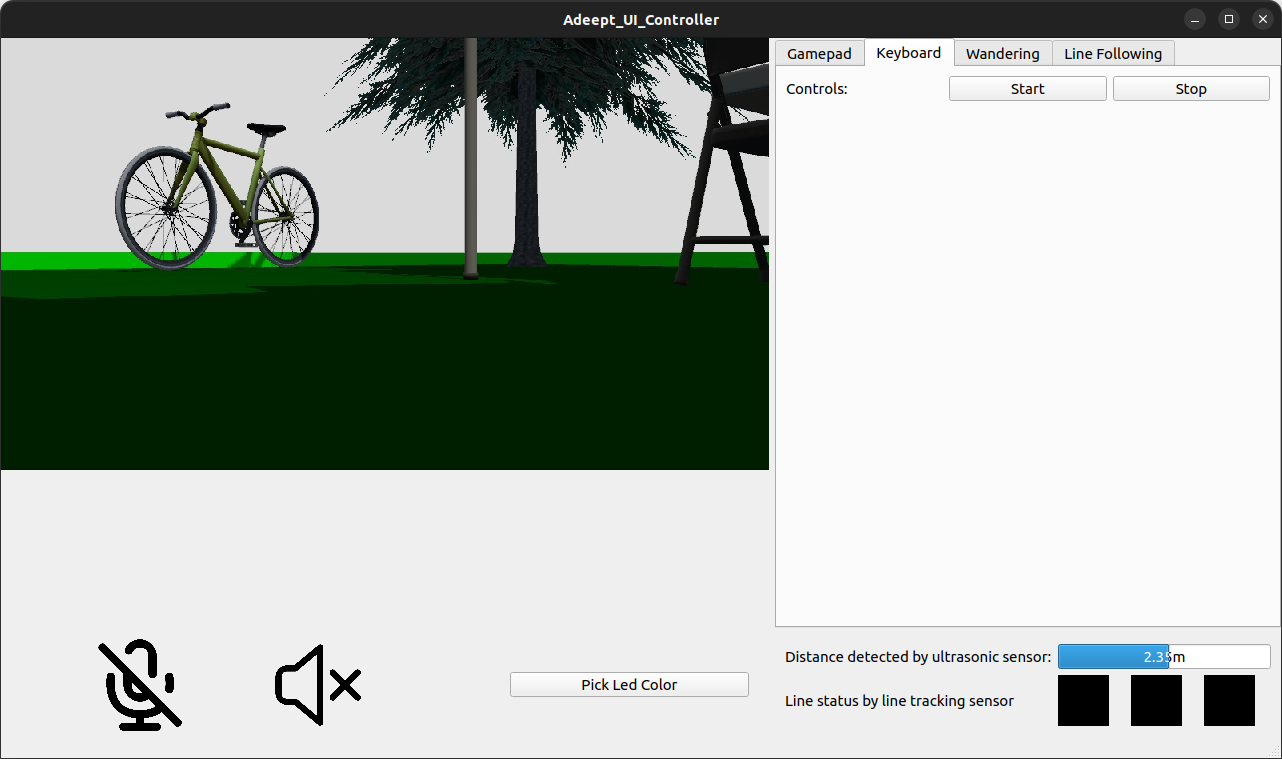 Adeept_UI_Controller
Gamepad Keyboard Wandering Line Following
Controls: Start Stop
Distance detected by ultrasonic sensor: 2.35m
Pick Led Color
Line status by line tracking sensor